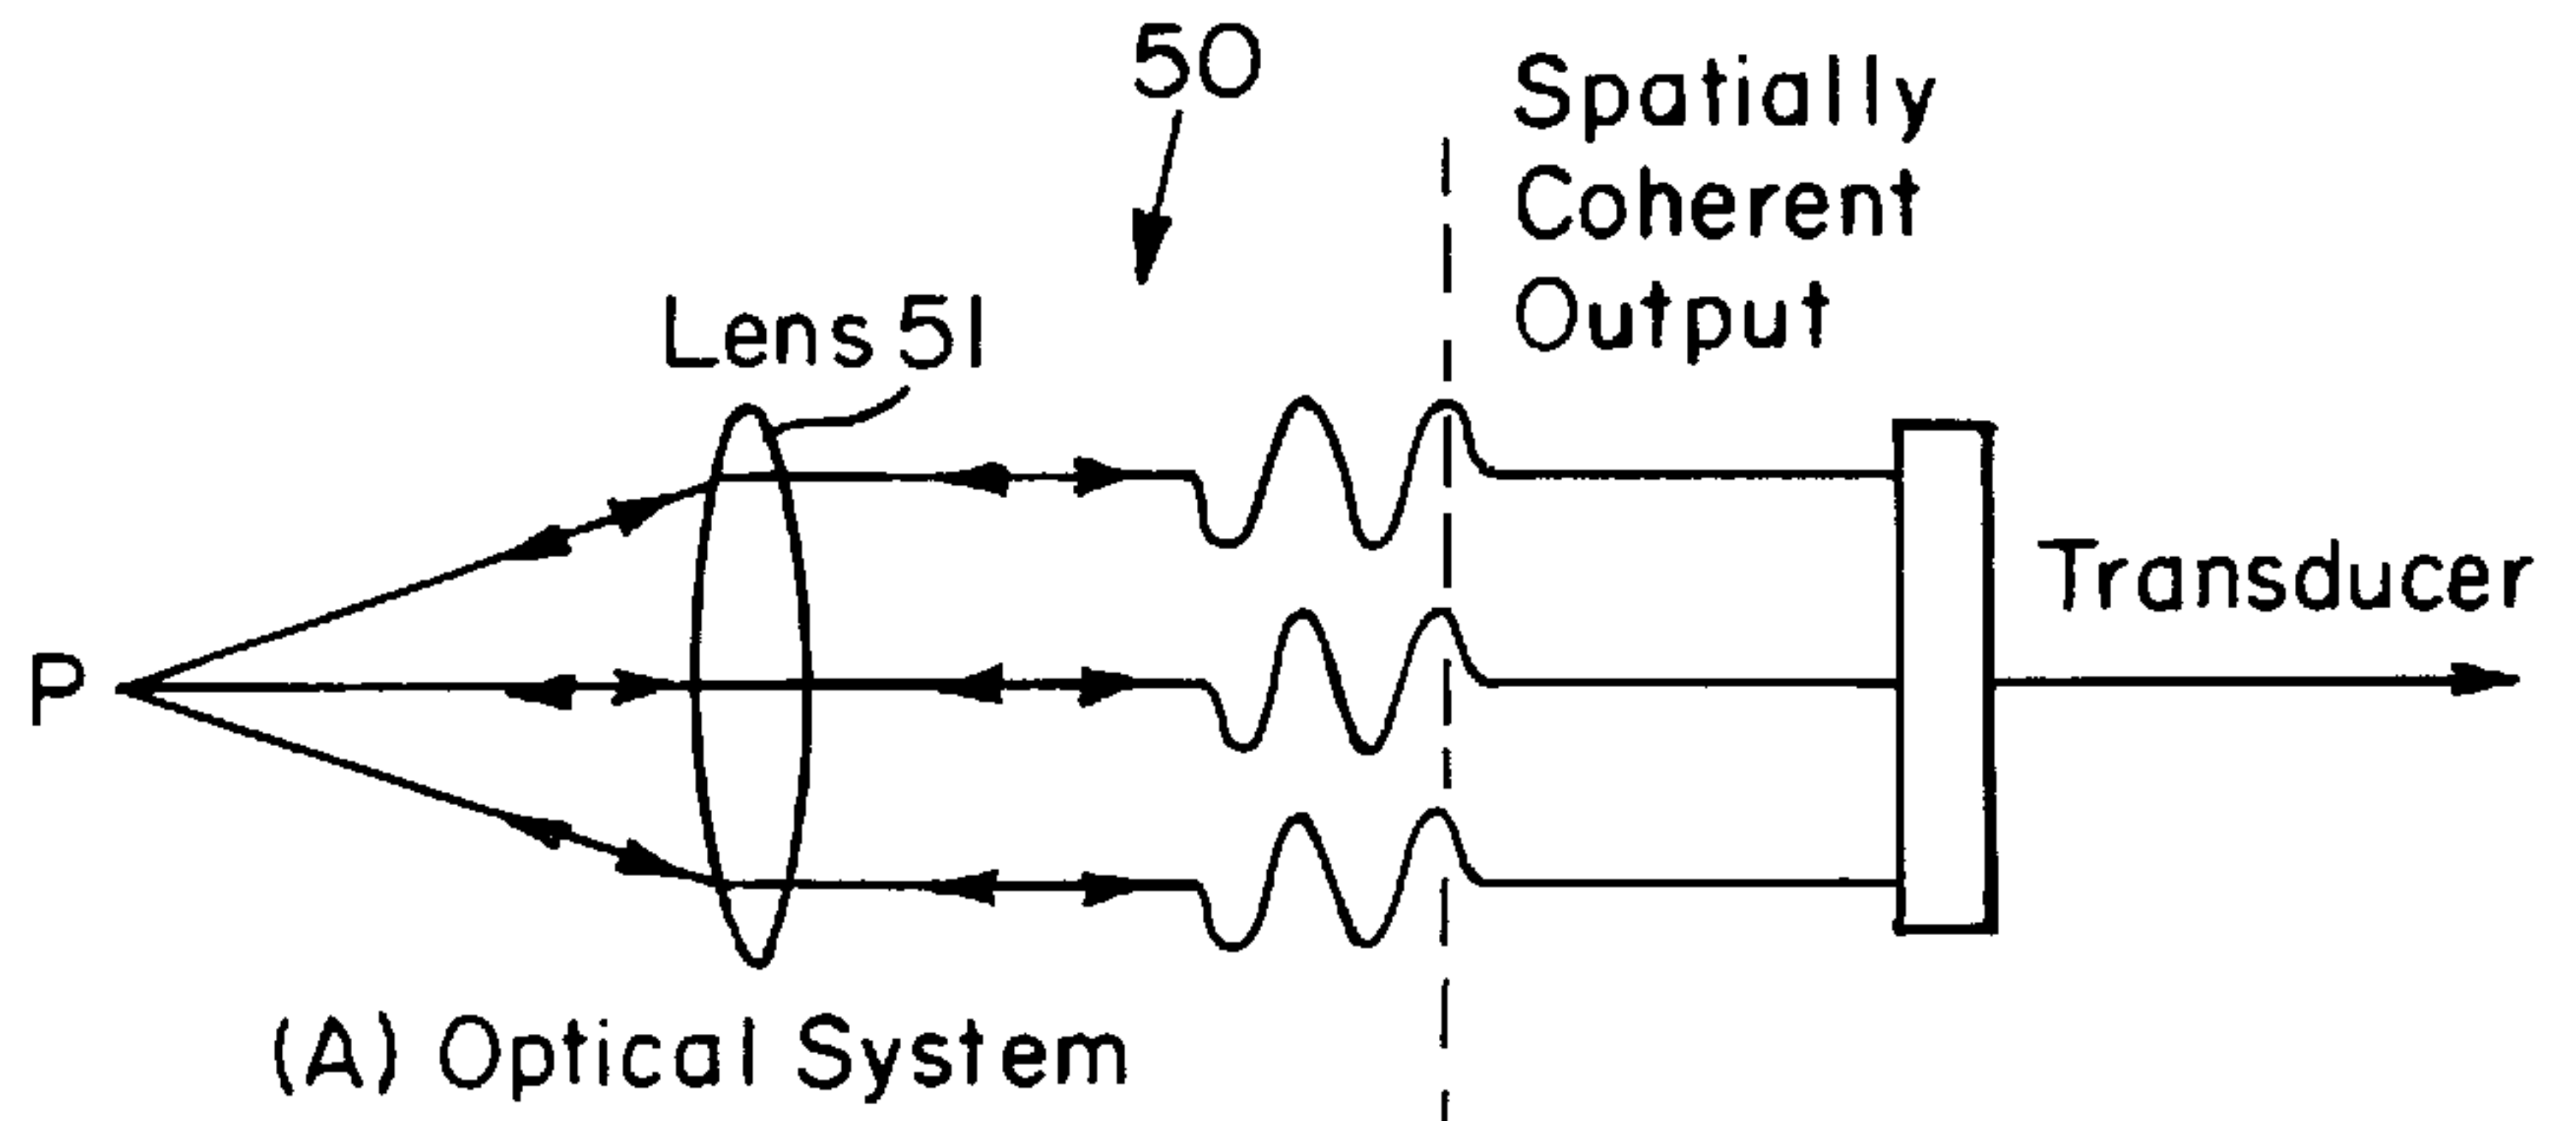 50
Spatially
Coherent
Output
Lens 51
Transducer
P
(A) Optical System